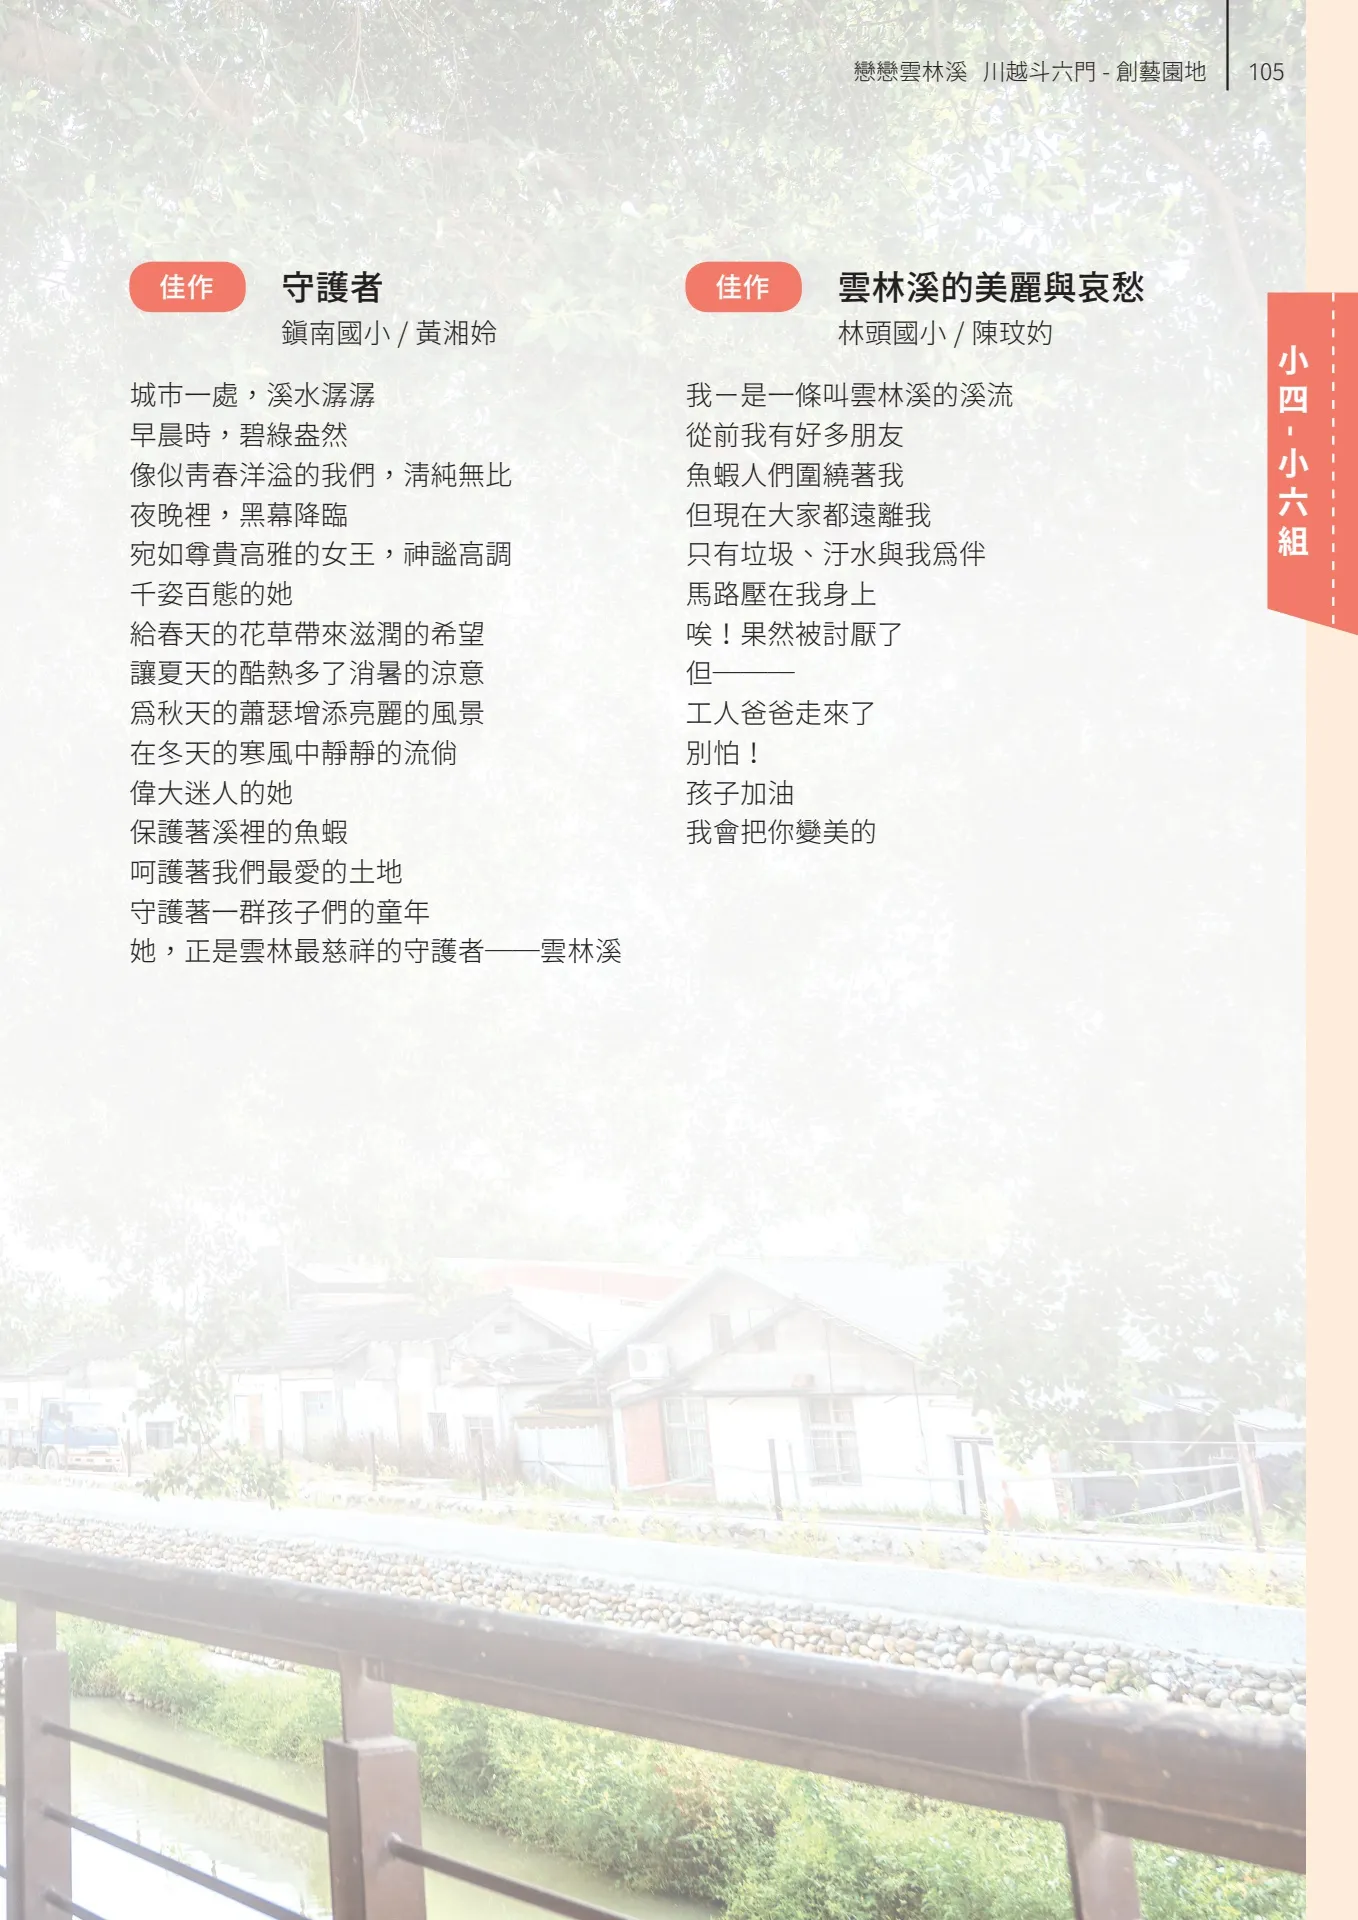 戀戀雲林溪 川越斗六門 - 創藝園地 105
佳作 守護者
鎭南國小 / 黃湘姈
城市一處，溪水潺潺
早晨時，碧綠盎然
像似靑春洋溢的我們，淸純無比
夜晚裡，黑幕降臨
宛如尊貴高雅的女王，神謐高調
千姿百態的她
給春天的花草帶來滋潤的希望
讓夏天的酷熱多了消暑的涼意
爲秋天的蕭瑟增添亮麗的風景
在冬天的寒風中靜靜的流倘
偉大迷人的她
保護著溪裡的魚蝦
呵護著我們最愛的土地
守護著一群孩子們的童年
她，正是雲林最慈祥的守護者——雲林溪
佳作 雲林溪的美麗與哀愁
林頭國小 / 陳玟妁
我－是一條叫雲林溪的溪流
從前我有好多朋友
魚蝦人們圍繞著我
但現在大家都遠離我
只有垃圾、汙水與我爲伴
馬路壓在我身上
唉！果然被討厭了
但———
工人爸爸走來了
別怕！
孩子加油
我會把你變美的
小四-小六組